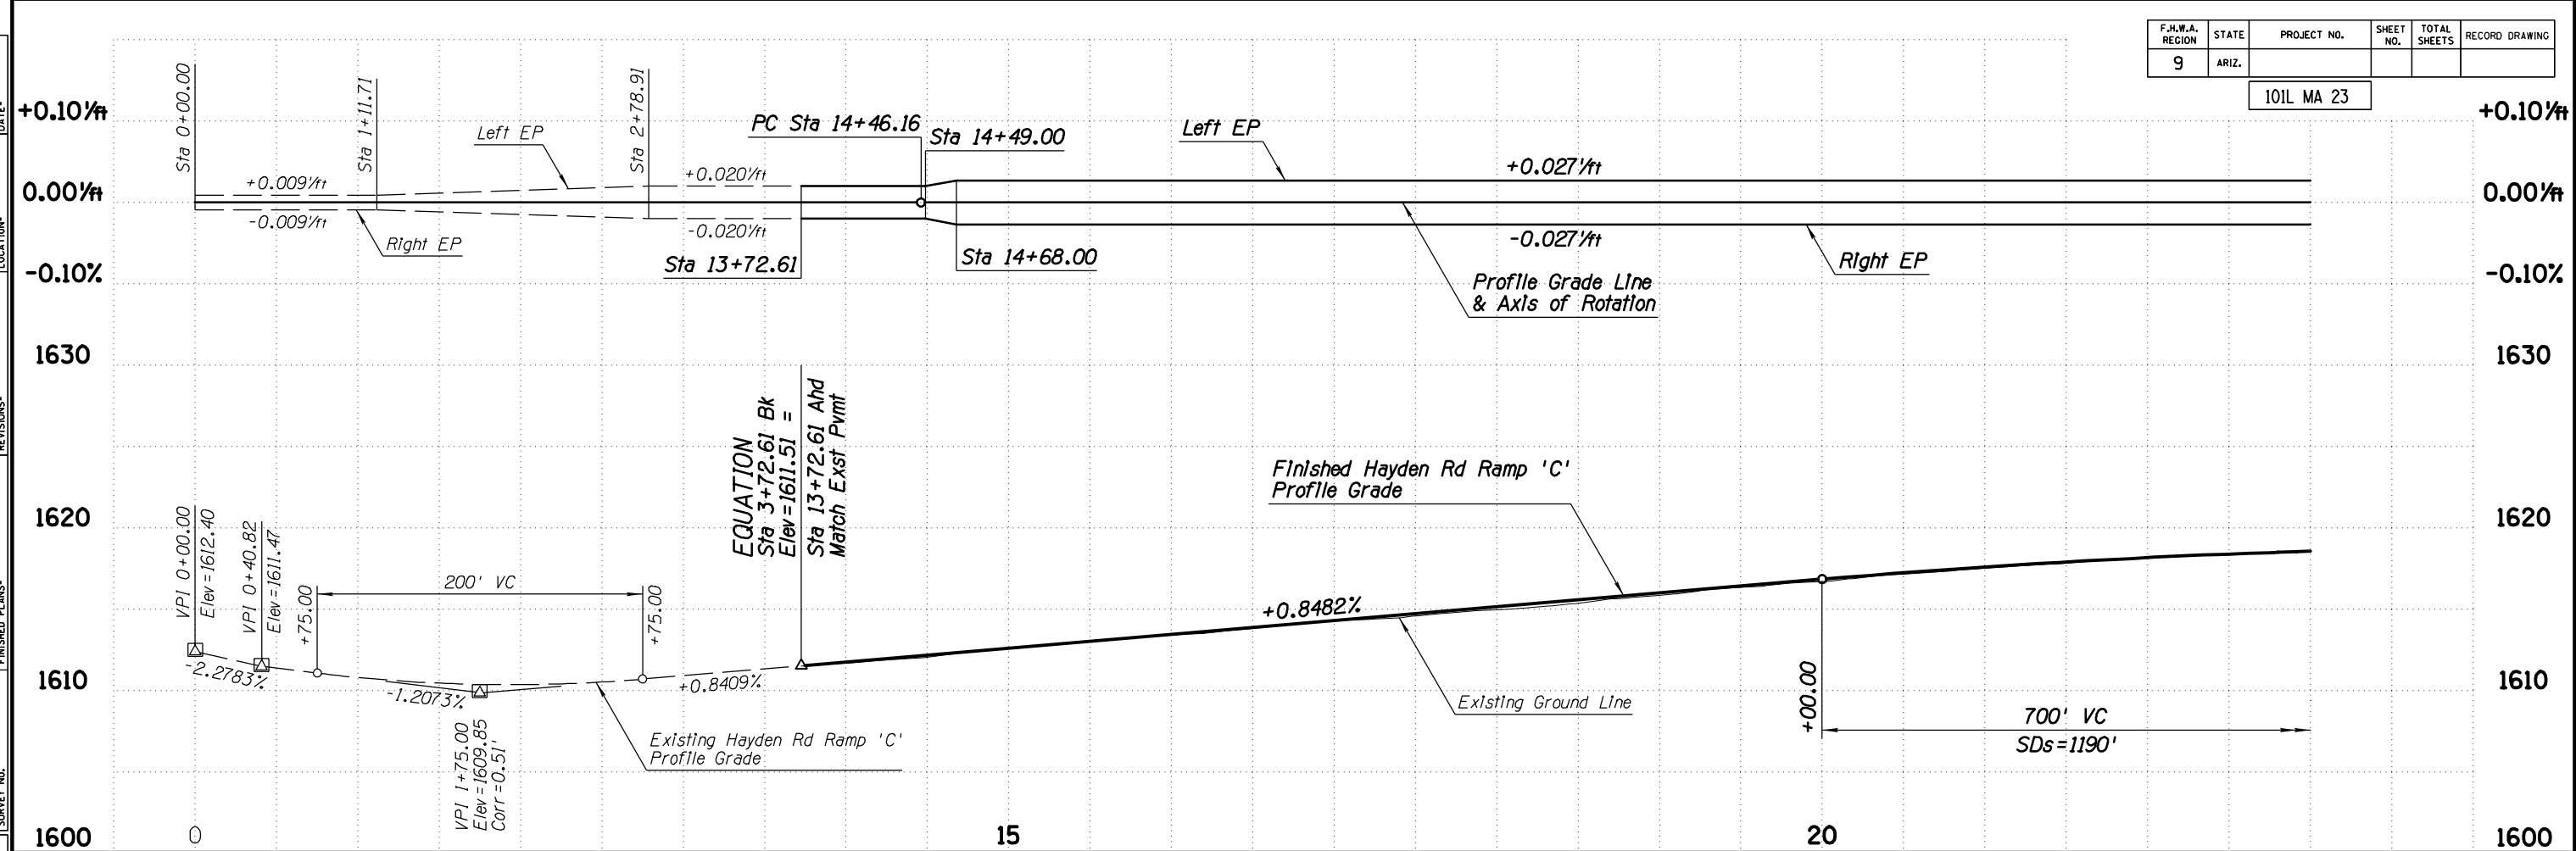 F.H.W.A. REGION STATE PROJECT NO. SHEET NO. TOTAL SHEETS RECORD DRAWING
9 ARIZ.
101L MA 23
+0.10'/ft
0.00'/ft
-0.10%
1630
1620
1610
1600
+0.10'/ft
0.00'/ft
-0.10%
1630
1620
1610
1600
DATE-
LOCATION-
REVISIONS-
FINISHED PLANS-
SURVEY NO.
Sta 0+00.00
Sta 1+11.71
Sta 2+78.91
Left EP
+0.009'/ft
-0.009'/ft
Right EP
+0.020'/ft
-0.020'/ft
PC Sta 14+46.16
Sta 14+49.00
Sta 13+72.61
Sta 14+68.00
Left EP
+0.027'/ft
-0.027'/ft
Right EP
Profile Grade Line
& Axis of Rotation
EQUATION
Sta 3+72.61 Bk
Elev=1611.51 =
Sta 13+72.61 Ahd
Match Exst Pvmt
Finished Hayden Rd Ramp 'C'
Profile Grade
VPI 0+00.00
Elev=1612.40
VPI 0+40.82
Elev=1611.47
+75.00
200' VC
+75.00
-2.2783%
-1.2073%
+0.8409%
VPI 1+75.00
Elev=1609.85
Corr=0.51'
Existing Hayden Rd Ramp 'C'
Profile Grade
+0.8482%
Existing Ground Line
+00.00
700' VC
SDs=1190'
0
15
20